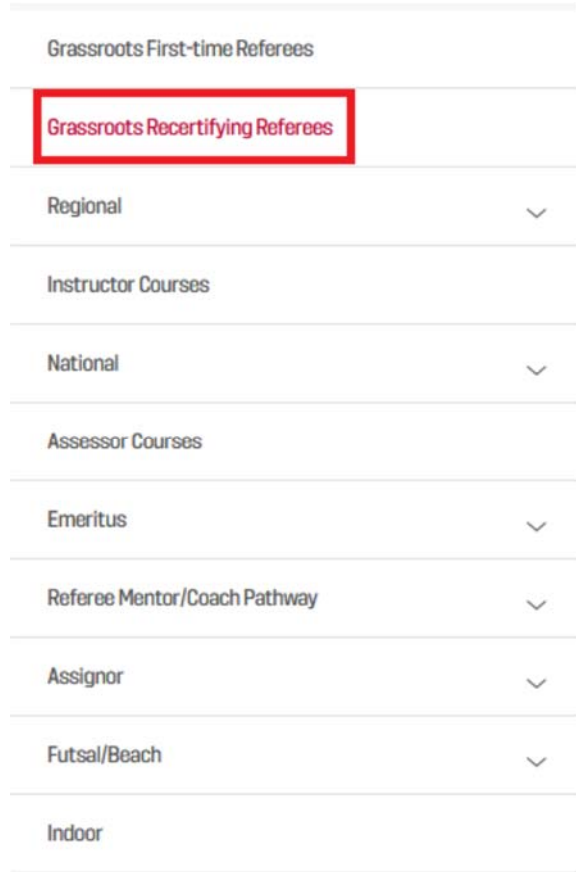 Grassroots First-time Referees
Grassroots Recertifying Referees
Regional
Instructor Courses
National
Assessor Courses
Emeritus
Referee Mentor/Coach Pathway
Assignor
Futsal/Beach
Indoor